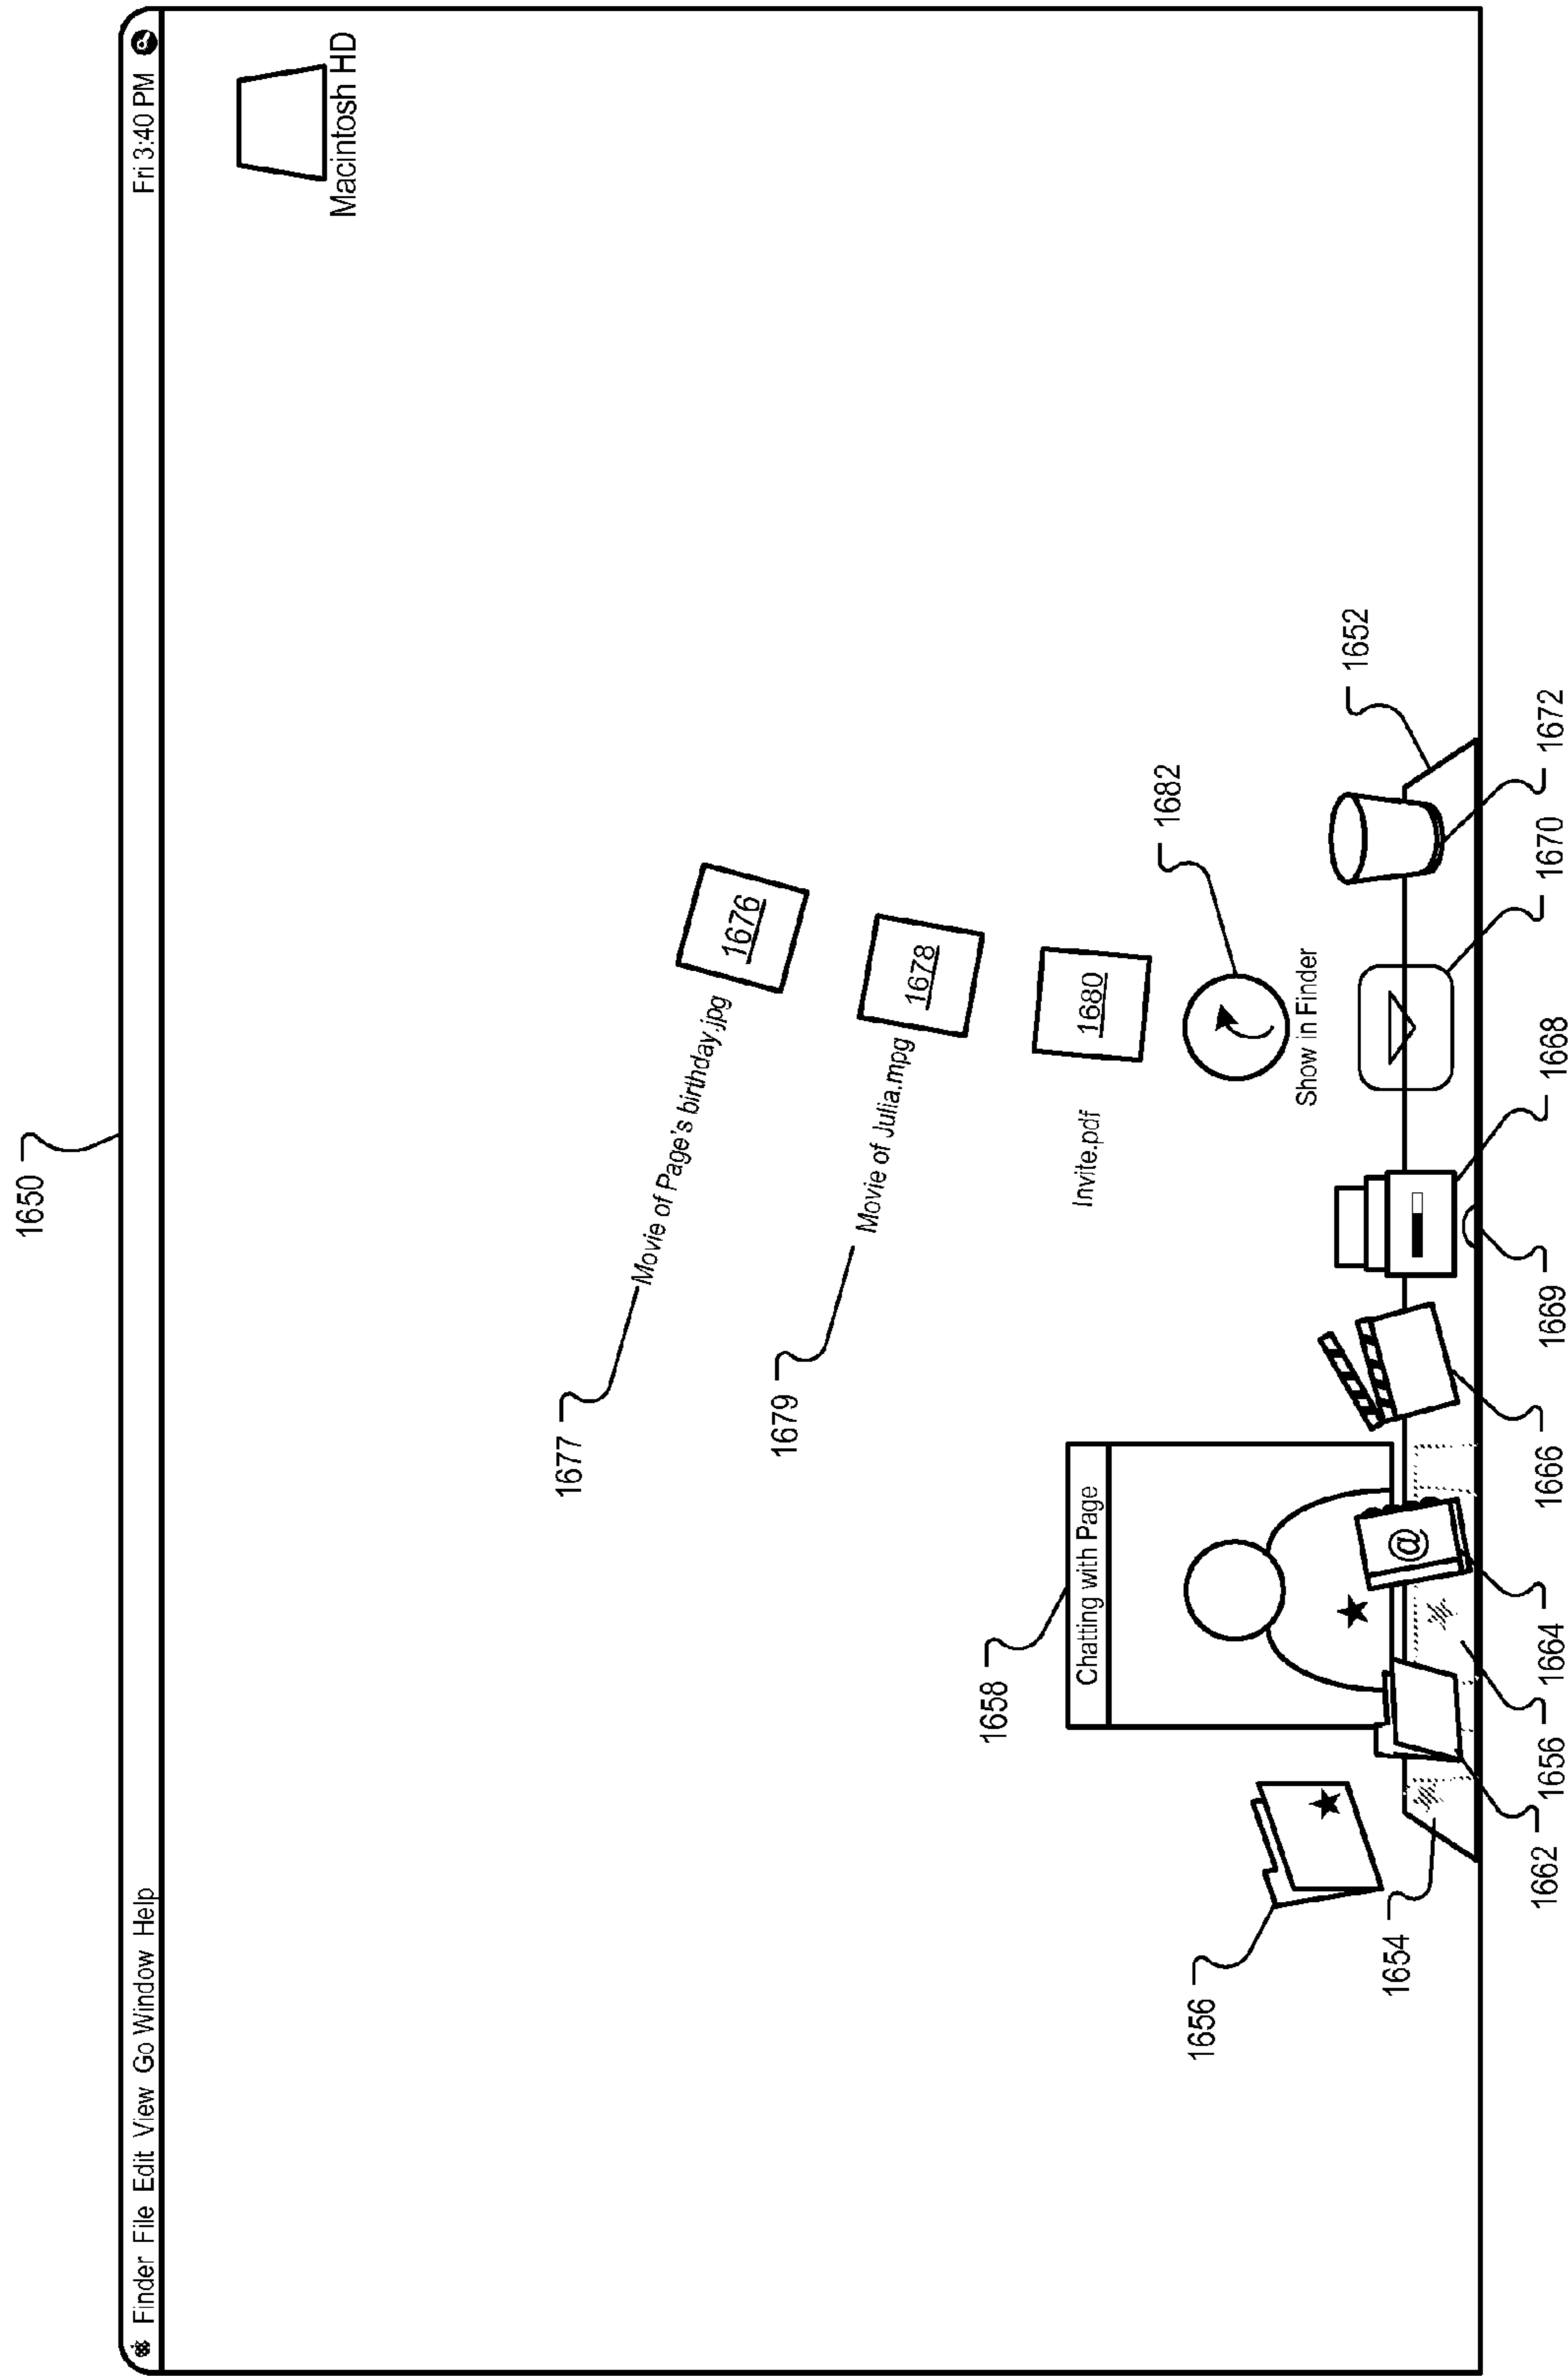 1650
Finder File Edit View Go Window Help
Fri 3:40 PM
Macintosh HD
1677
Movie of Page's birthday.jpg
1676
1679
Movie of Julia.mpg
1678
1658
Chatting with Page
Invite.pdf
1680
1682
Show in Finder
1656
1654
@
1652
1662
1656
1664
1666
1669
1668
1670
1672